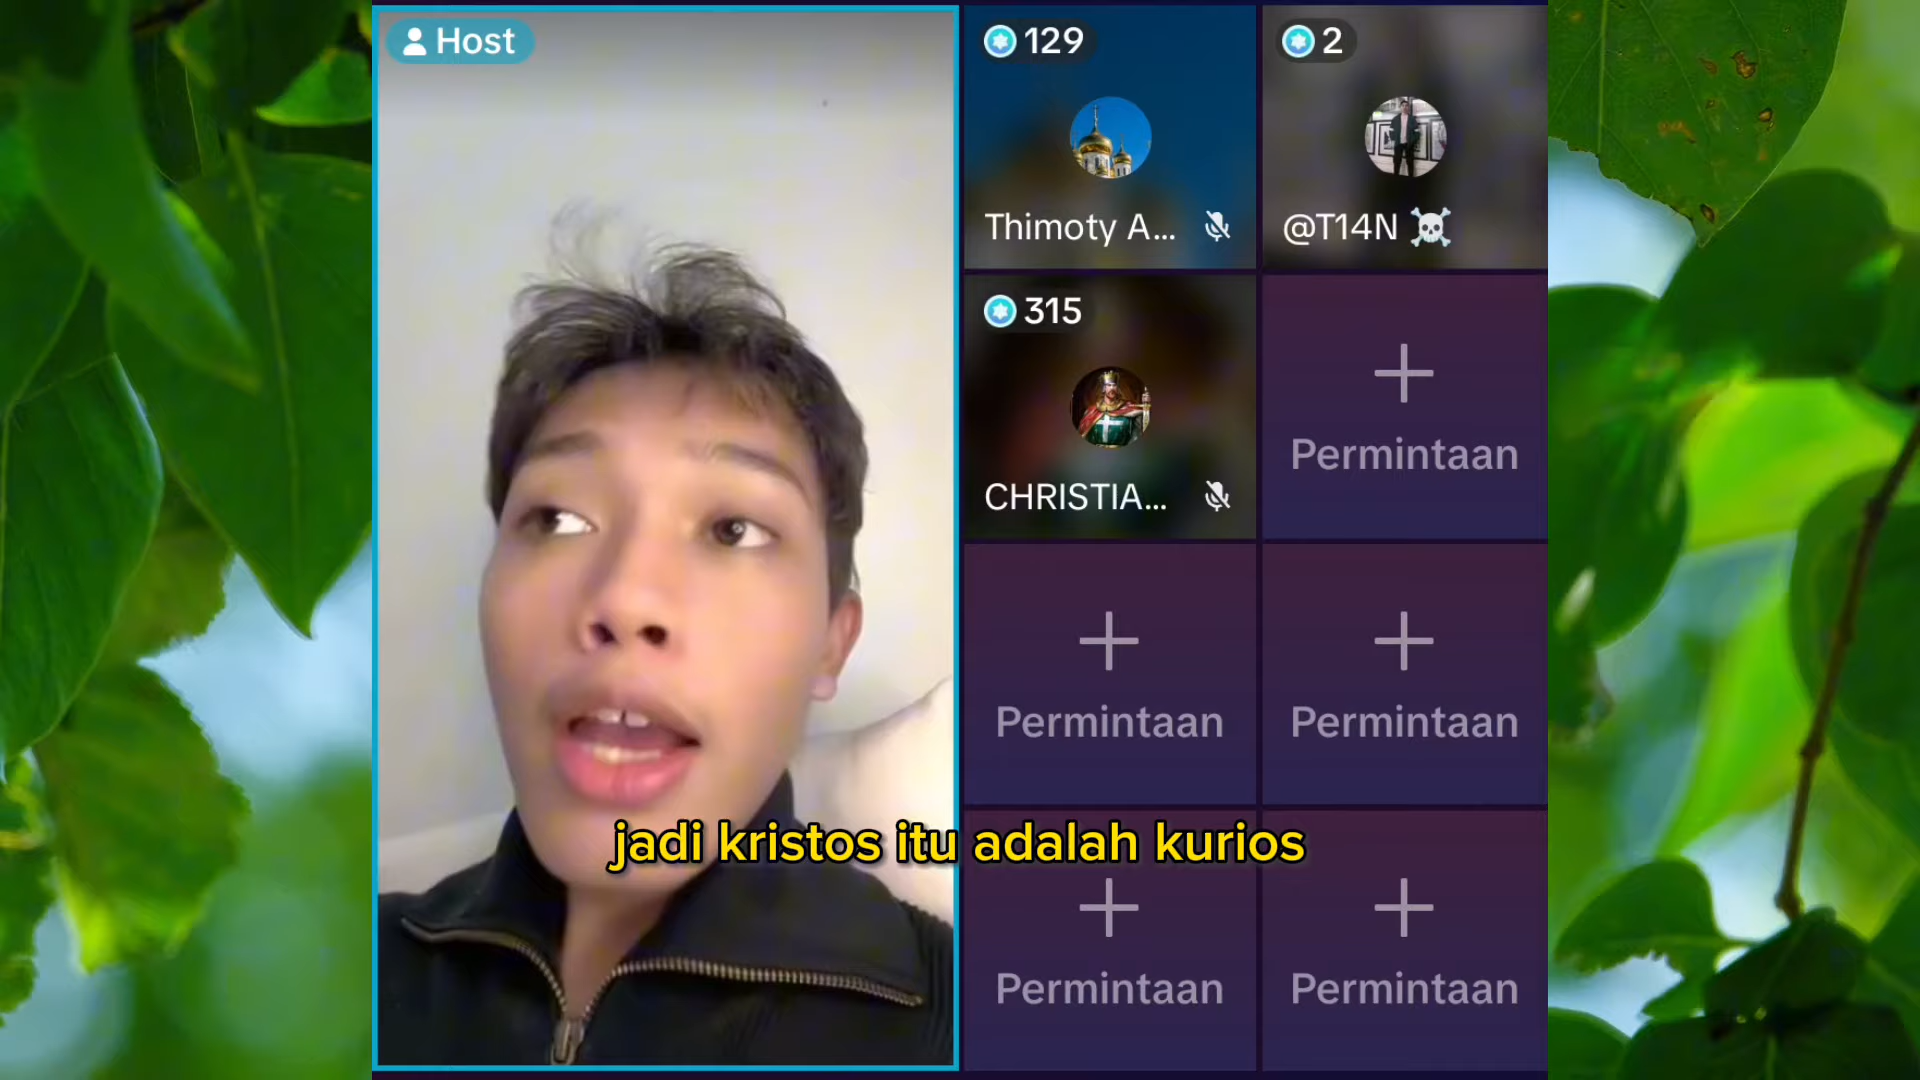 Host
129
Thimoty A...
2
@T14N ☠
315
CHRISTIA...
Permintaan
Permintaan
Permintaan
jadi kristos itu adalah kurios
Permintaan
Permintaan